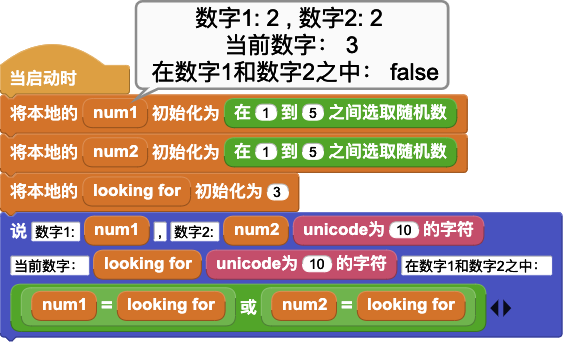 数字1: 2 , 数字2: 2
当前数字： 3
在数字1和数字2之中： false
当启动时
将本地的 num1 初始化为 在 1 到 5 之间选取随机数
将本地的 num2 初始化为 在 1 到 5 之间选取随机数
将本地的 looking for 初始化为 3
说 数字1: num1 , 数字2: num2 unicode为 10 的字符
当前数字： looking for unicode为 10 的字符 在数字1和数字2之中：
num1 = looking for 或 num2 = looking for